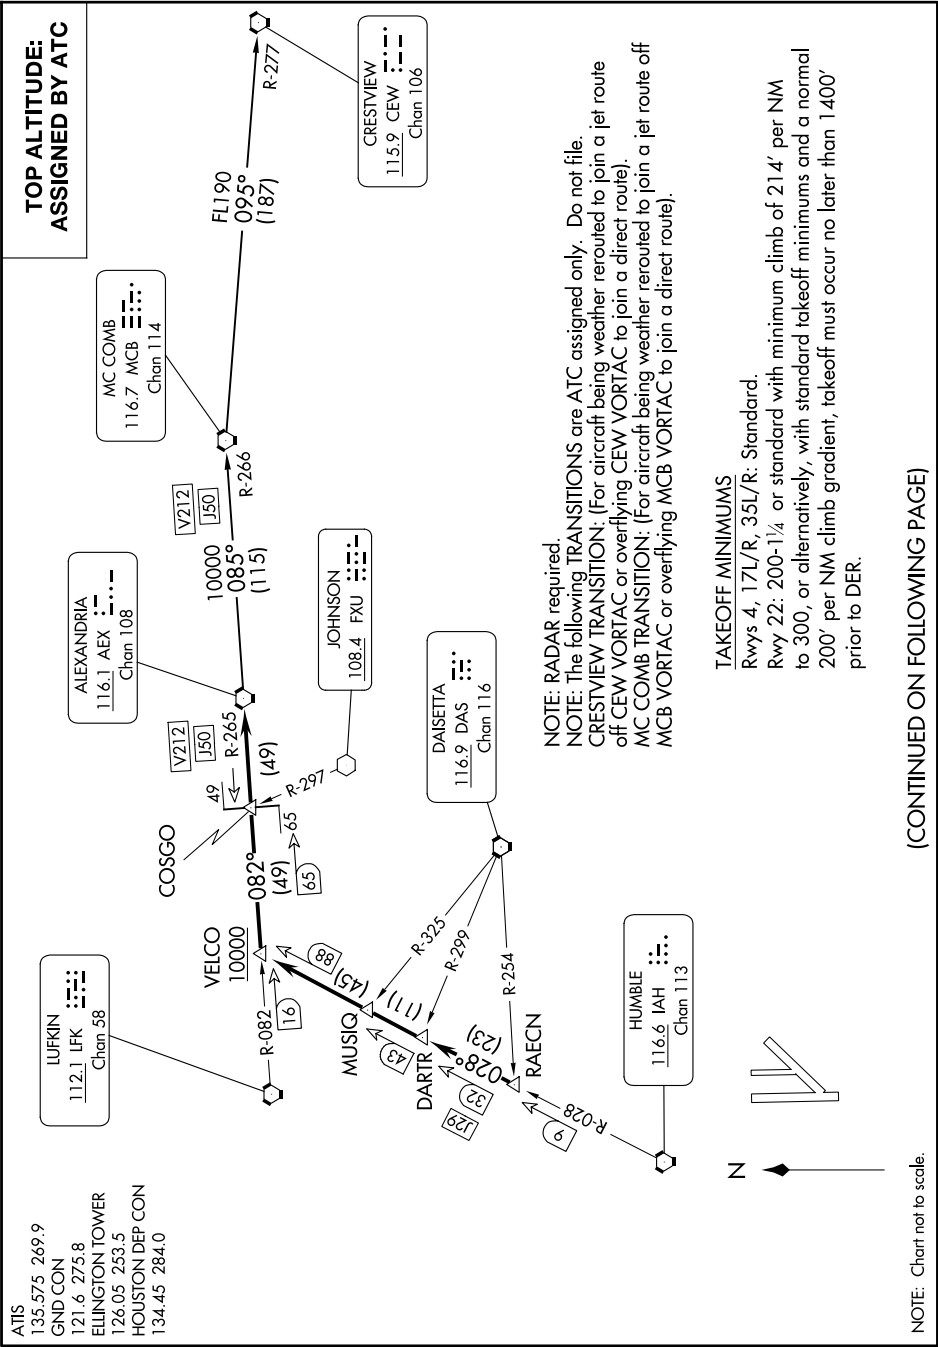 TOP ALTITUDE:
ASSIGNED BY ATC
ATIS
135.575 269.9
GND CON
121.6 275.8
ELLINGTON TOWER
126.05 253.5
HOUSTON DEP CON
134.45 284.0
LUFKIN
112.1 LFK
Chan 58
ALEXANDRIA
116.1 AEX
Chan 108
MC COMB
116.7 MCB
Chan 114
CRESTVIEW
115.9 CEW
Chan 106
JOHNSON
108.4 FXU
DAISETTA
116.9 DAS
Chan 116
HUMBLE
116.6 IAH
Chan 113
R-277
FL190
095°
(187)
R-266
V212
J50
10000
085°
(115)
V212
J50
R-265
(49)
49
COSGO
R-297
65
65
082°
(49)
VELCO
10000
R-082
16
88
(45)
MUSIQ
R-325
(11)
43
DARTR
R-299
(23)
028°
32
J29
RAECN
R-254
9
R-028
N
NOTE: RADAR required.
NOTE: The following TRANSITIONS are ATC assigned only. Do not file.
CRESTVIEW TRANSITION: (For aircraft being weather rerouted to join a jet route
off CEW VORTAC or overflying CEW VORTAC to join a direct route).
MC COMB TRANSITION: (For aircraft being weather rerouted to join a jet route off
MCB VORTAC or overflying MCB VORTAC to join a direct route).
TAKEOFF MINIMUMS
Rwys 4, 17L/R, 35L/R: Standard.
Rwy 22: 200-1¼ or standard with minimum climb of 214' per NM
to 300, or alternatively, with standard takeoff minimums and a normal
200' per NM climb gradient, takeoff must occur no later than 1400'
prior to DER.
(CONTINUED ON FOLLOWING PAGE)
NOTE: Chart not to scale.